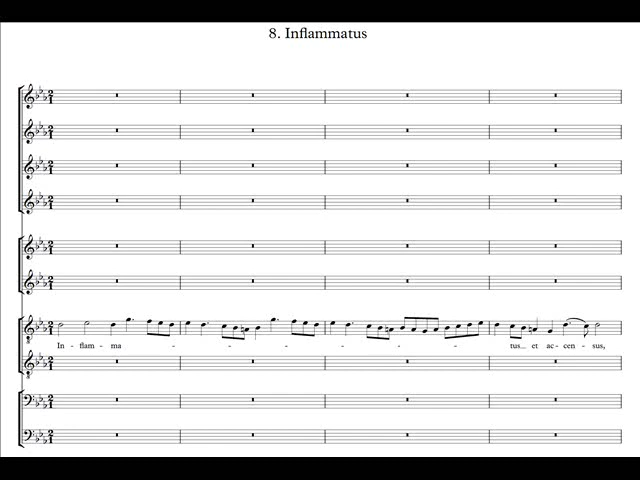 8. Inflammatus
In - flam - ma - - - - - - - tus_ et ac - cen - sus,